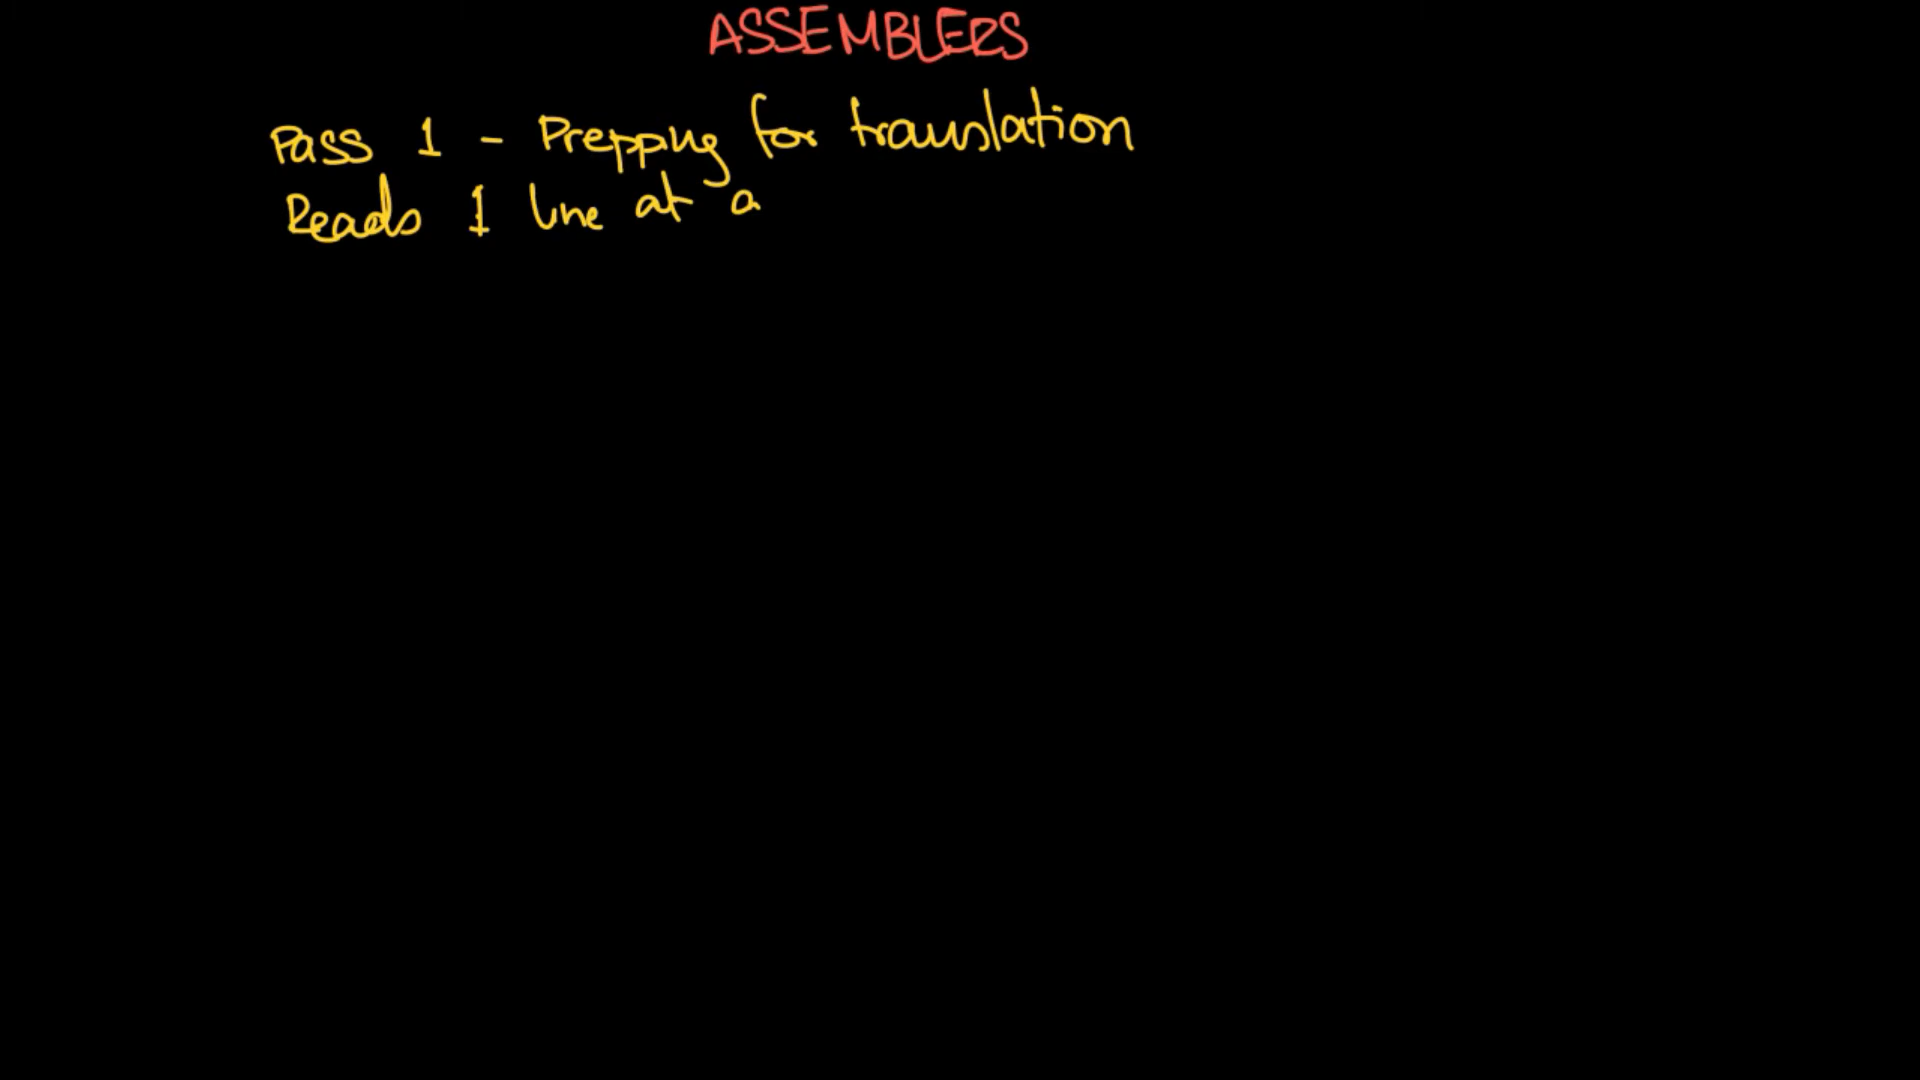 ASSEMBLERS
Pass 1 - Prepping for translation
Reads 1 line at a